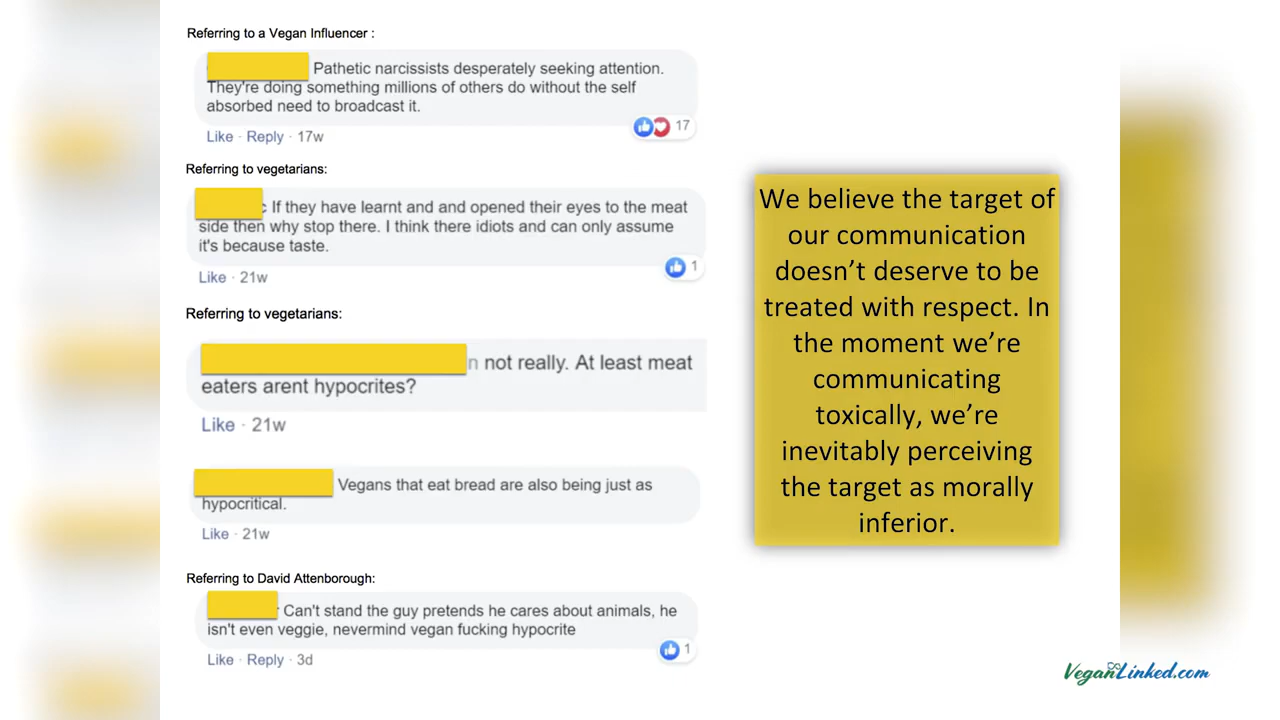 Referring to a Vegan Influencer :
Pathetic narcissists desperately seeking attention.
They're doing something millions of others do without the self
absorbed need to broadcast it.
Like · Reply · 17w
17
Referring to vegetarians:
If they have learnt and and opened their eyes to the meat
side then why stop there. I think there idiots and can only assume
it's because taste.
Like · 21w
1
Referring to vegetarians:
n not really. At least meat
eaters arent hypocrites?
Like · 21w
Vegans that eat bread are also being just as
hypocritical.
Like · 21w
Referring to David Attenborough:
Can't stand the guy pretends he cares about animals, he
isn't even veggie, nevermind vegan fucking hypocrite
Like · Reply · 3d
1
We believe the target of
our communication
doesn't deserve to be
treated with respect. In
the moment we're
communicating
toxically, we're
inevitably perceiving
the target as morally
inferior.
VeganLinked.com